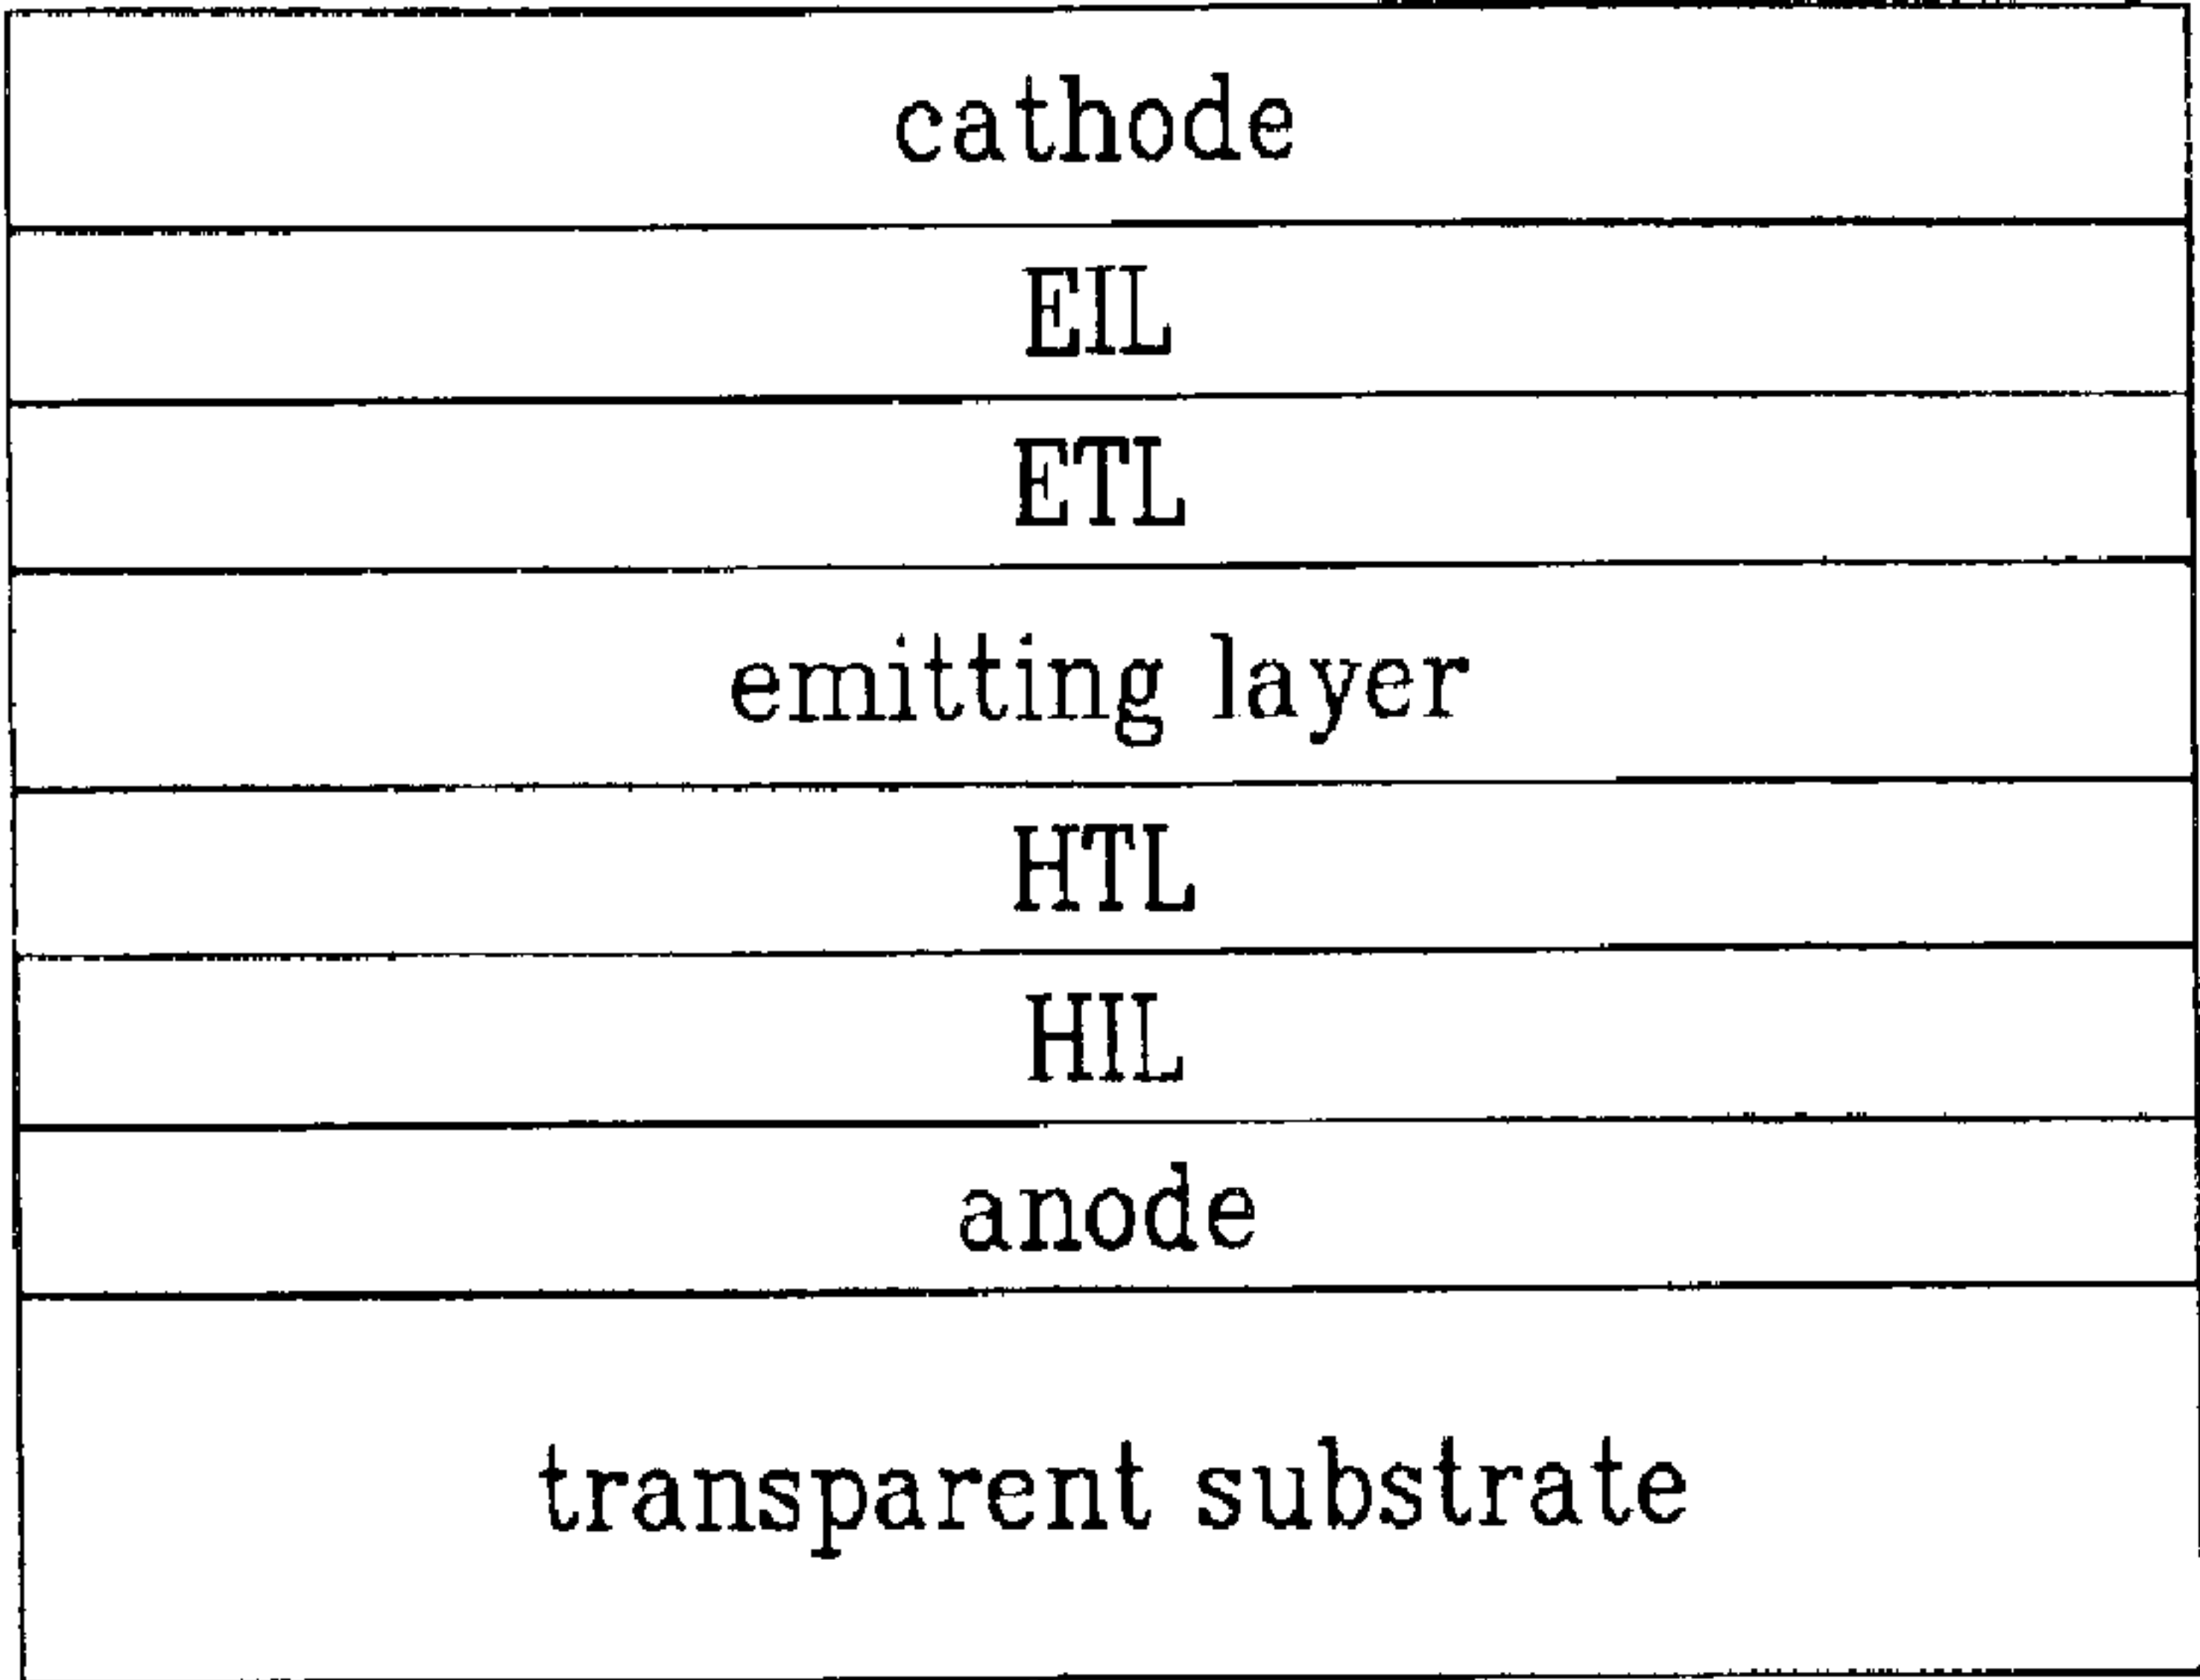 cathode
EIL
ETL
emitting layer
HTL
HIL
anode
transparent substrate